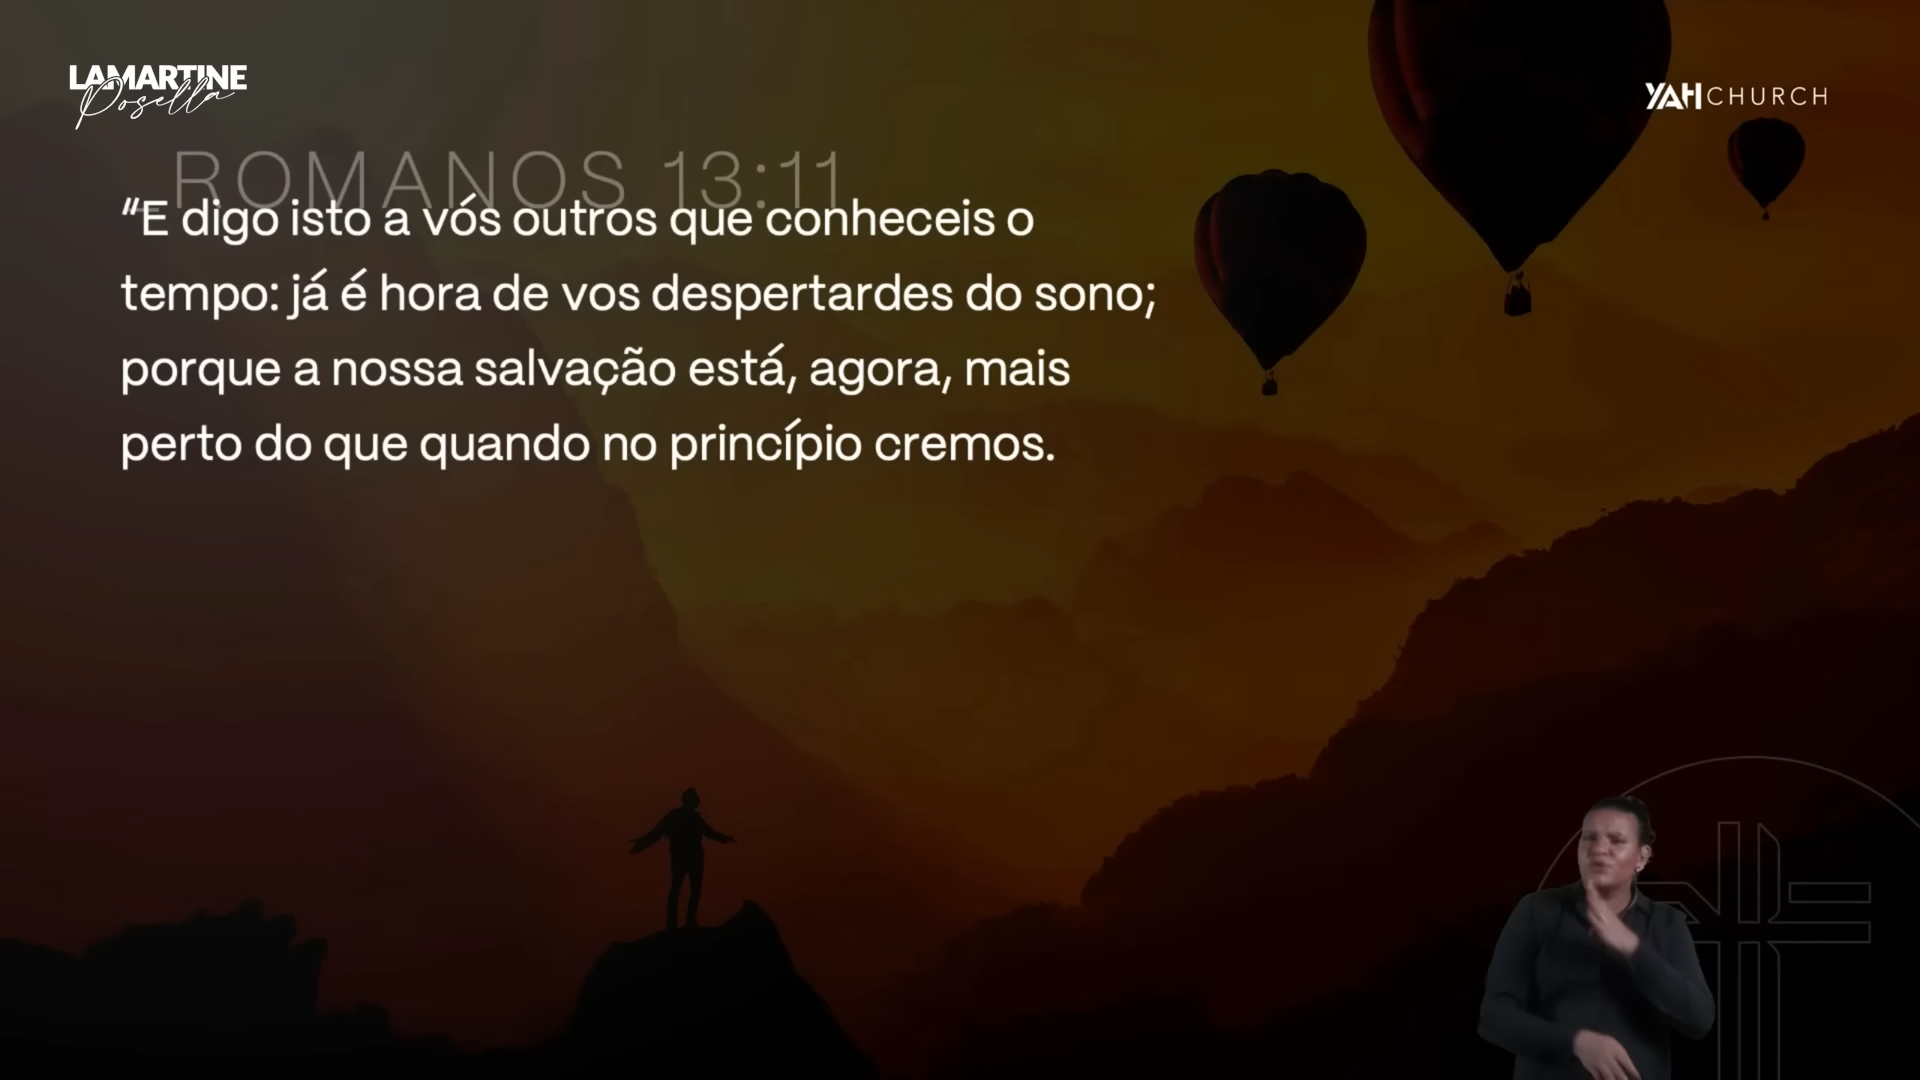 LAMARTINE
Posella
YAH CHURCH
ROMANOS 13:11
“E digo isto a vós outros que conheceis o
tempo: já é hora de vos despertardes do sono;
porque a nossa salvação está, agora, mais
perto do que quando no princípio cremos.